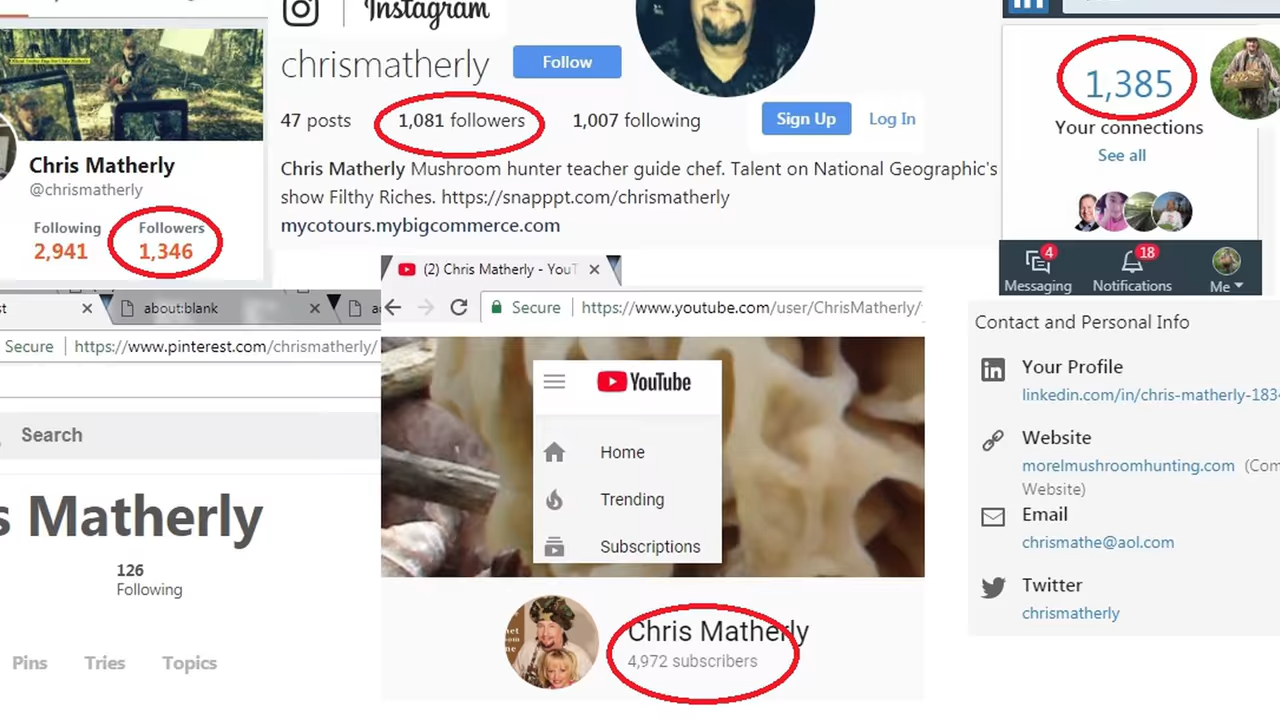 Chris Matherly
@chrismatherly
Following Followers
2,941 1,346
Instagram
chrismatherly Follow
47 posts 1,081 followers 1,007 following
Sign Up Log In
Chris Matherly Mushroom hunter teacher guide chef. Talent on National Geographic's
show Filthy Riches. https://snapppt.com/chrismatherly
mycotours.mybigcommerce.com
in
1,385
Your connections
See all
4 18
Messaging Notifications Me
st about:blank
Secure https://www.pinterest.com/chrismatherly/
Search
s Matherly
126
Following
Pins Tries Topics
(2) Chris Matherly - YouT
Secure https://www.youtube.com/user/ChrisMatherly/
YouTube
Home
Trending
Subscriptions
Chris Matherly
4,972 subscribers
Contact and Personal Info
in Your Profile
linkedin.com/in/chris-matherly-183
Website
morelmushroomhunting.com (Com
Website)
Email
chrismathe@aol.com
Twitter
chrismatherly